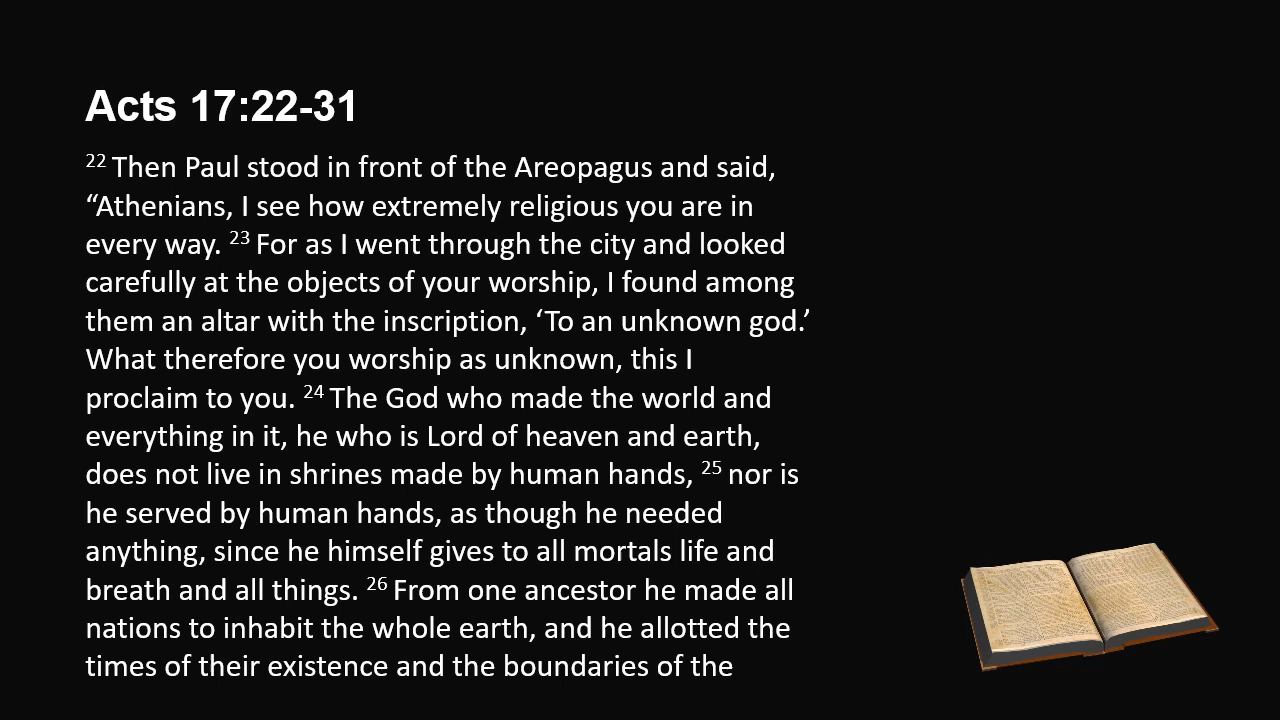 Acts 17:22-31
22 Then Paul stood in front of the Areopagus and said,
“Athenians, I see how extremely religious you are in
every way. 23 For as I went through the city and looked
carefully at the objects of your worship, I found among
them an altar with the inscription, ‘To an unknown god.’
What therefore you worship as unknown, this I
proclaim to you. 24 The God who made the world and
everything in it, he who is Lord of heaven and earth,
does not live in shrines made by human hands, 25 nor is
he served by human hands, as though he needed
anything, since he himself gives to all mortals life and
breath and all things. 26 From one ancestor he made all
nations to inhabit the whole earth, and he allotted the
times of their existence and the boundaries of the